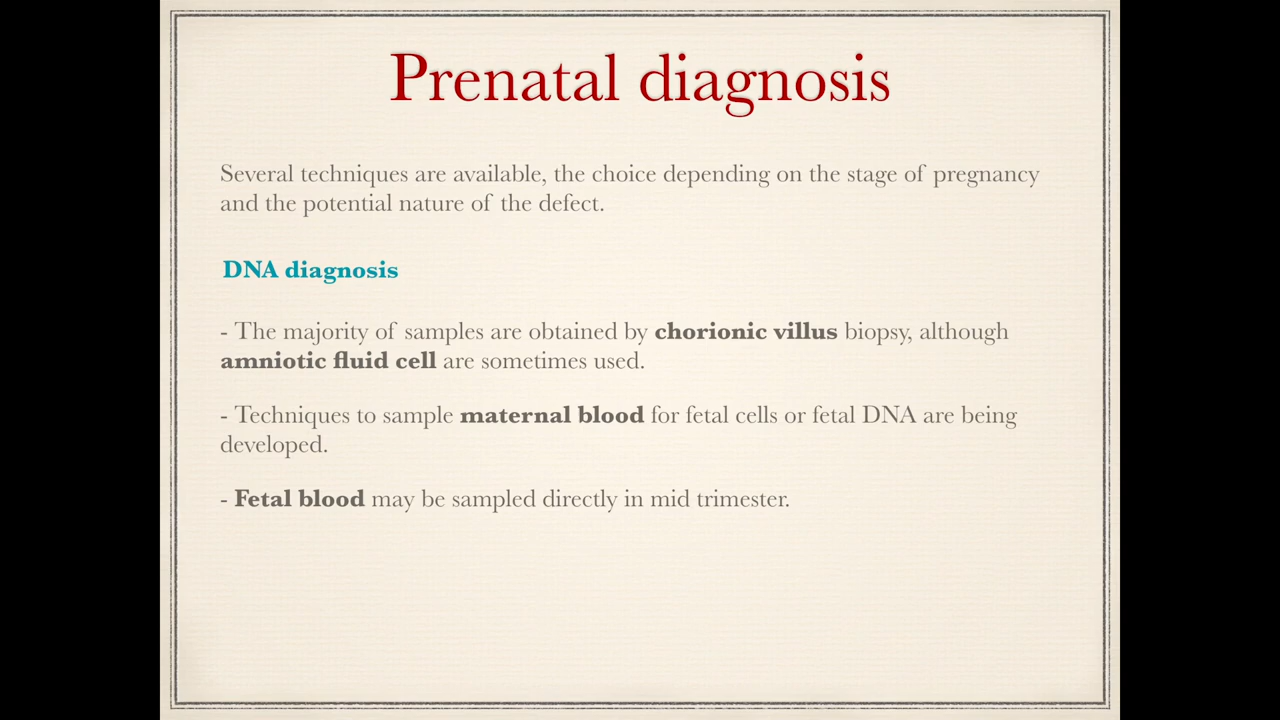 Prenatal diagnosis
Several techniques are available, the choice depending on the stage of pregnancy
and the potential nature of the defect.
DNA diagnosis
- The majority of samples are obtained by chorionic villus biopsy, although
amniotic fluid cell are sometimes used.
- Techniques to sample maternal blood for fetal cells or fetal DNA are being
developed.
- Fetal blood may be sampled directly in mid trimester.